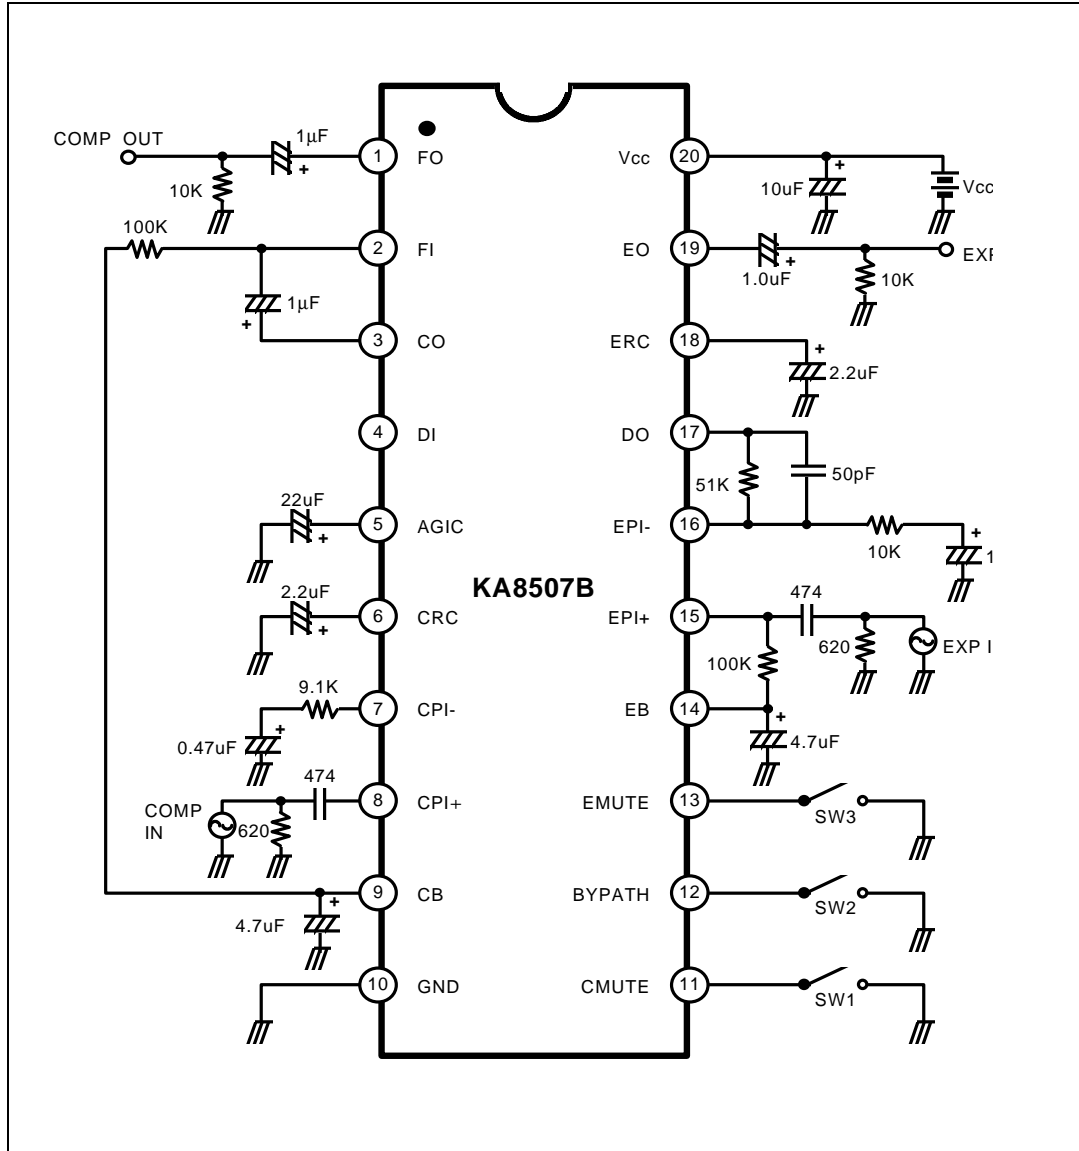 COMP OUT
1μF
+
1
FO
10K
100K
2
FI
1μF
+
3
CO
4
DI
22uF
+
5
AGIC
2.2uF
+
6
CRC
9.1K
+
7
CPI-
0.47uF
474
COMP
IN
620
8
CPI+
9
CB
+
4.7uF
10
GND
KA8507B
Vcc
20
+
10uF
Vcc
EO
19
+
1.0uF
10K
EXP
ERC
18
+
2.2uF
DO
17
51K
50pF
EPI-
16
10K
+
1
474
EPI+
15
620
EXP I
100K
EB
14
+
4.7uF
EMUTE
13
SW3
BYPATH
12
SW2
CMUTE
11
SW1